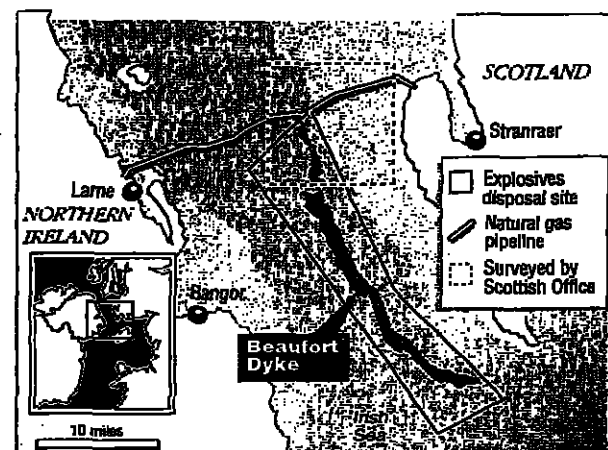 SCOTLAND
Stranraer
Larne
NORTHERN
IRELAND
Explosives
disposal site
Natural gas
pipeline
Surveyed by
Scottish Office
Bangor
Beaufort
Dyke
Sea
10 miles